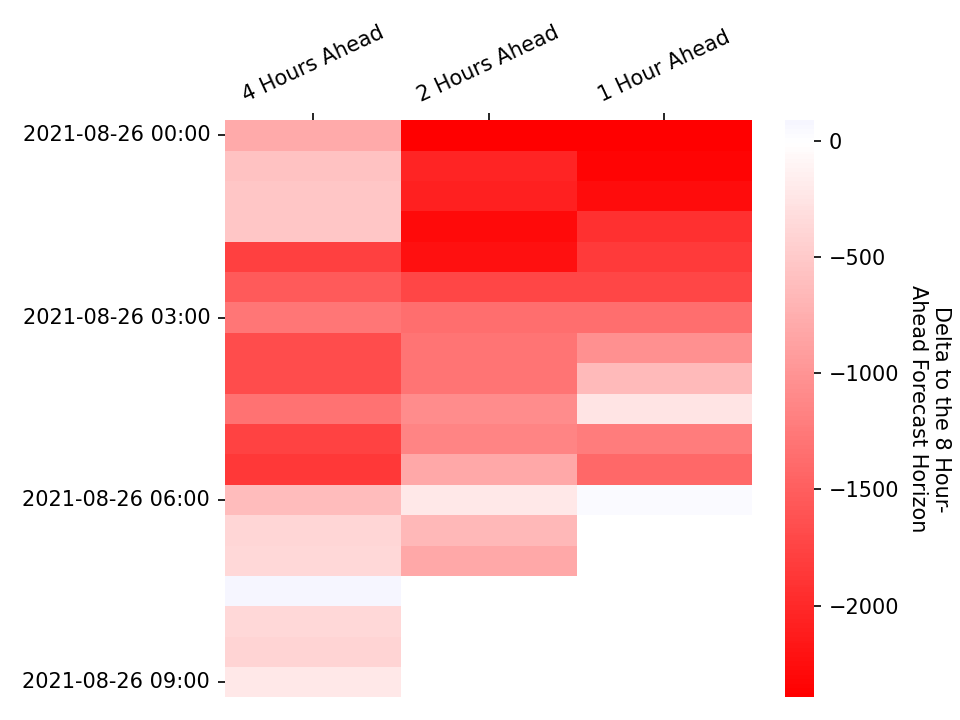 4 Hours Ahead
2 Hours Ahead
1 Hour Ahead
2021-08-26 00:00
2021-08-26 03:00
2021-08-26 06:00
2021-08-26 09:00
0
−500
−1000
−1500
−2000
Delta to the 8 Hour-
Ahead Forecast Horizon